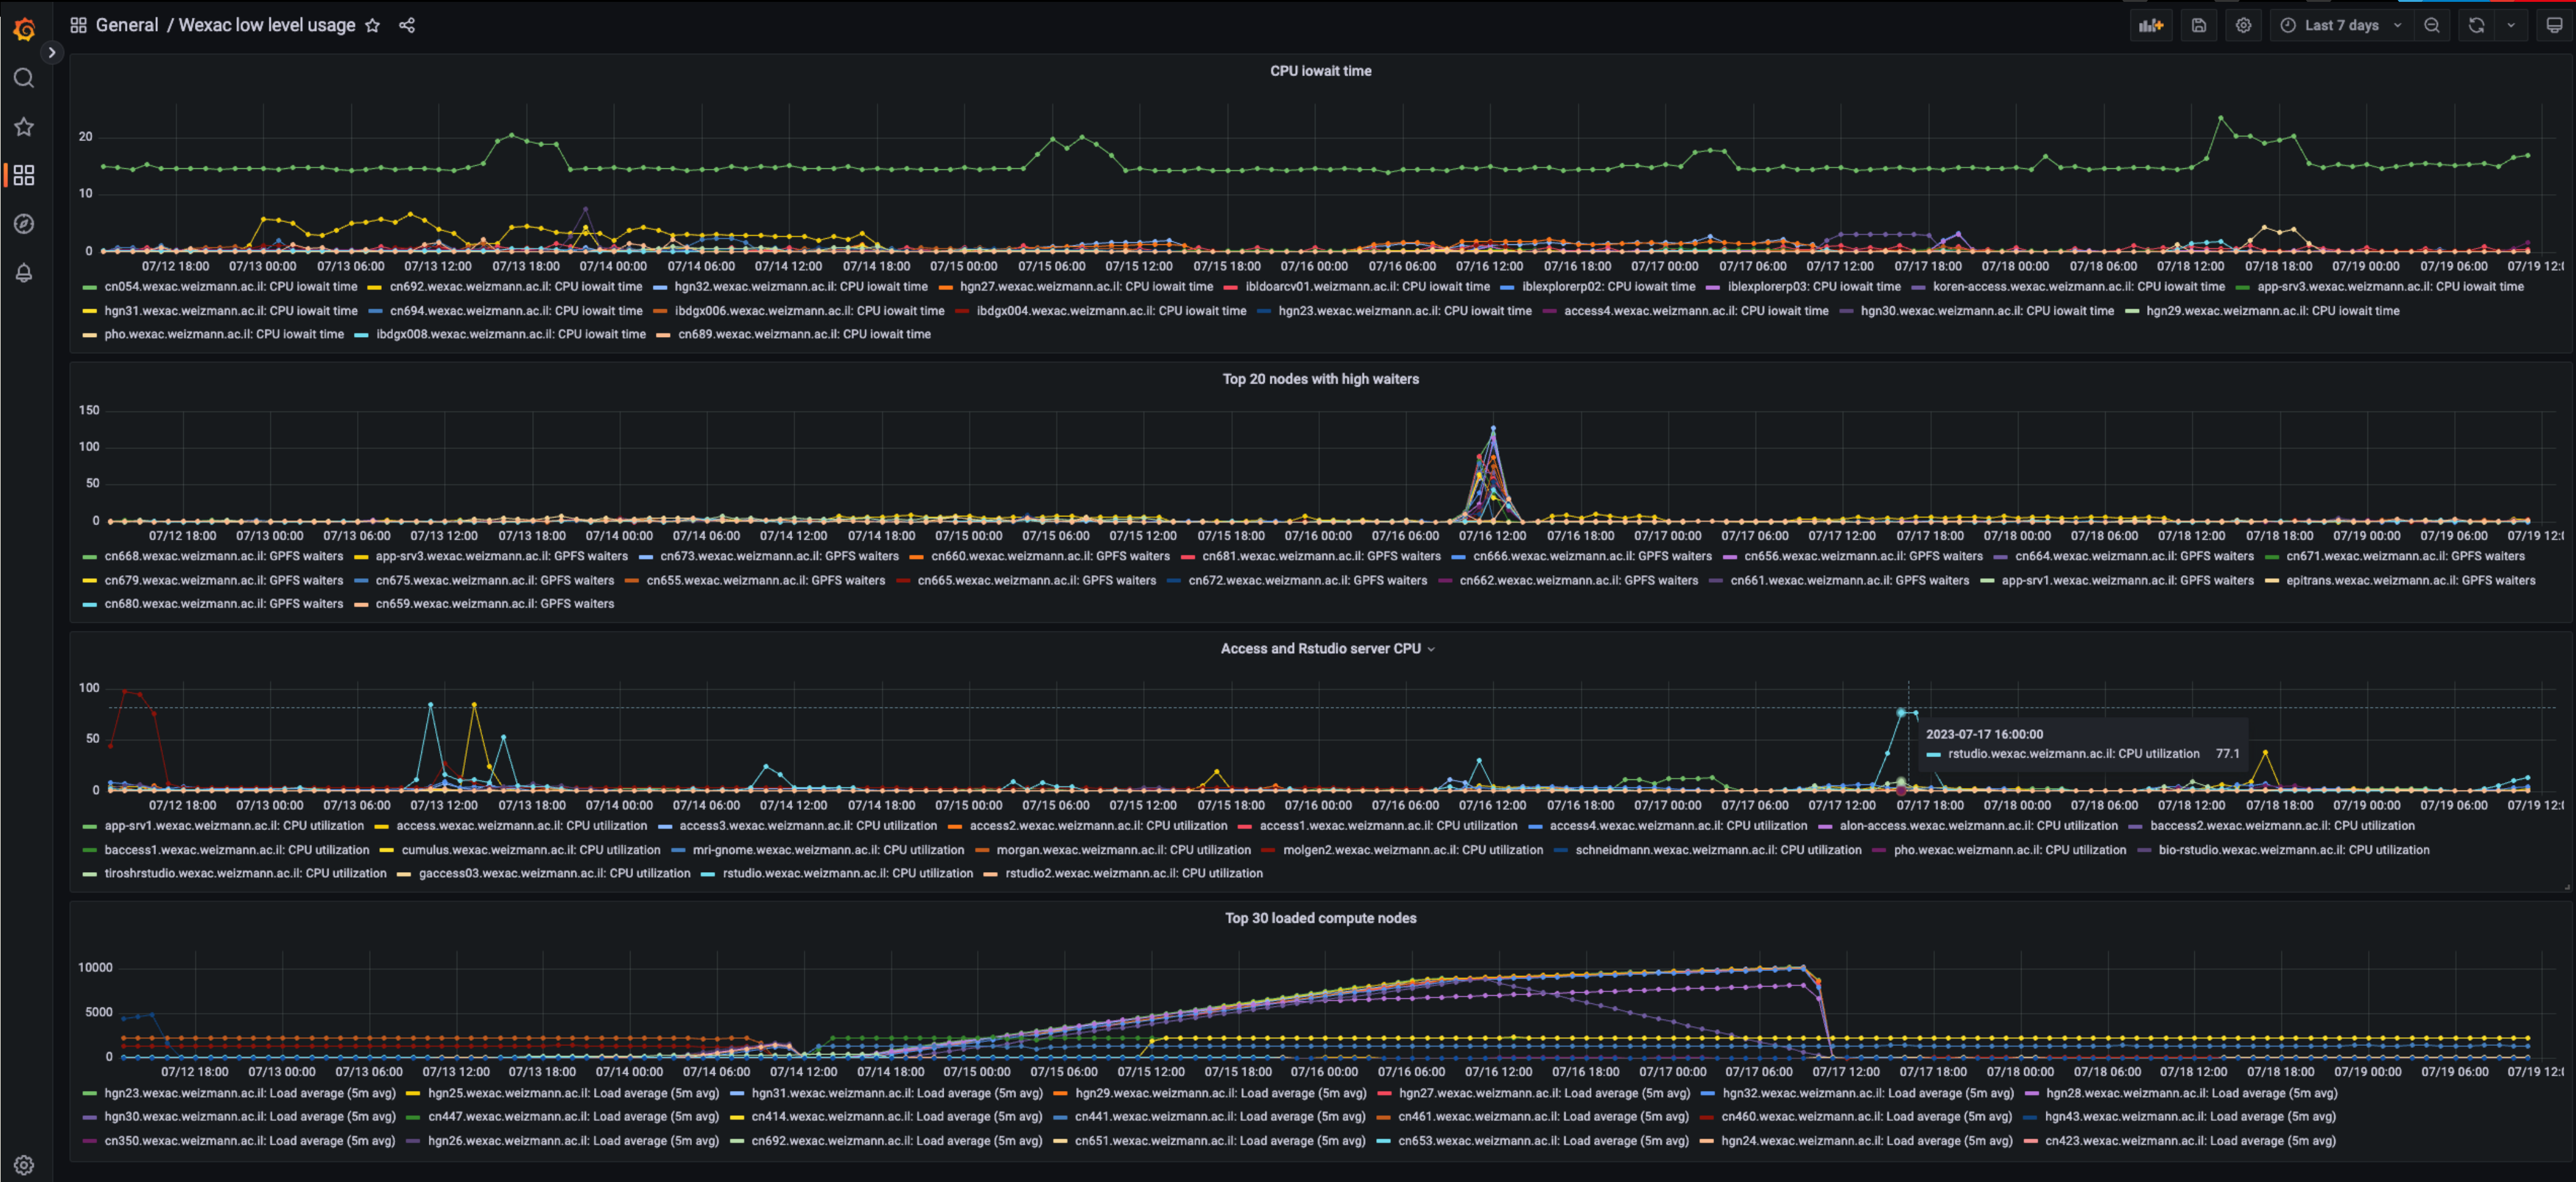 General / Wexac low level usage
Last 7 days
CPU iowait time
20
10
0
07/12 18:00 07/13 00:00 07/13 06:00 07/13 12:00 07/13 18:00 07/14 00:00 07/14 06:00 07/14 12:00 07/14 18:00 07/15 00:00 07/15 06:00 07/15 12:00 07/15 18:00 07/16 00:00 07/16 06:00 07/16 12:00 07/16 18:00 07/17 00:00 07/17 06:00 07/17 12:00 07/17 18:00 07/18 00:00 07/18 06:00 07/18 12:00 07/18 18:00 07/19 00:00 07/19 06:00 07/19 12:0
cn054.wexac.weizmann.ac.il: CPU iowait time cn692.wexac.weizmann.ac.il: CPU iowait time hgn32.wexac.weizmann.ac.il: CPU iowait time hgn27.wexac.weizmann.ac.il: CPU iowait time ibldoarcv01.weizmann.ac.il: CPU iowait time iblexplorerp02: CPU iowait time iblexplorerp03: CPU iowait time koren-access.wexac.weizmann.ac.il: CPU iowait time app-srv3.wexac.weizmann.ac.il: CPU iowait time
hgn31.wexac.weizmann.ac.il: CPU iowait time cn694.wexac.weizmann.ac.il: CPU iowait time ibdgx006.wexac.weizmann.ac.il: CPU iowait time ibdgx004.wexac.weizmann.ac.il: CPU iowait time hgn23.wexac.weizmann.ac.il: CPU iowait time access4.wexac.weizmann.ac.il: CPU iowait time hgn30.wexac.weizmann.ac.il: CPU iowait time hgn29.wexac.weizmann.ac.il: CPU iowait time
pho.wexac.weizmann.ac.il: CPU iowait time ibdgx008.wexac.weizmann.ac.il: CPU iowait time cn689.wexac.weizmann.ac.il: CPU iowait time
Top 20 nodes with high waiters
150
100
50
0
07/12 18:00 07/13 00:00 07/13 06:00 07/13 12:00 07/13 18:00 07/14 00:00 07/14 06:00 07/14 12:00 07/14 18:00 07/15 00:00 07/15 06:00 07/15 12:00 07/15 18:00 07/16 00:00 07/16 06:00 07/16 12:00 07/16 18:00 07/17 00:00 07/17 06:00 07/17 12:00 07/17 18:00 07/18 00:00 07/18 06:00 07/18 12:00 07/18 18:00 07/19 00:00 07/19 06:00 07/19 12:0
cn668.wexac.weizmann.ac.il: GPFS waiters app-srv3.wexac.weizmann.ac.il: GPFS waiters cn673.wexac.weizmann.ac.il: GPFS waiters cn660.wexac.weizmann.ac.il: GPFS waiters cn681.wexac.weizmann.ac.il: GPFS waiters cn666.wexac.weizmann.ac.il: GPFS waiters cn656.wexac.weizmann.ac.il: GPFS waiters cn664.wexac.weizmann.ac.il: GPFS waiters cn671.wexac.weizmann.ac.il: GPFS waiters
cn679.wexac.weizmann.ac.il: GPFS waiters cn675.wexac.weizmann.ac.il: GPFS waiters cn655.wexac.weizmann.ac.il: GPFS waiters cn665.wexac.weizmann.ac.il: GPFS waiters cn672.wexac.weizmann.ac.il: GPFS waiters cn662.wexac.weizmann.ac.il: GPFS waiters cn661.wexac.weizmann.ac.il: GPFS waiters app-srv1.wexac.weizmann.ac.il: GPFS waiters epitrans.wexac.weizmann.ac.il: GPFS waiters
cn680.wexac.weizmann.ac.il: GPFS waiters cn659.wexac.weizmann.ac.il: GPFS waiters
Access and Rstudio server CPU
100
50
0
2023-07-17 16:00:00
rstudio.wexac.weizmann.ac.il: CPU utilization 77.1
07/12 18:00 07/13 00:00 07/13 06:00 07/13 12:00 07/13 18:00 07/14 00:00 07/14 06:00 07/14 12:00 07/14 18:00 07/15 00:00 07/15 06:00 07/15 12:00 07/15 18:00 07/16 00:00 07/16 06:00 07/16 12:00 07/16 18:00 07/17 00:00 07/17 06:00 07/17 12:00 07/17 18:00 07/18 00:00 07/18 06:00 07/18 12:00 07/18 18:00 07/19 00:00 07/19 06:00 07/19 12:0
app-srv1.wexac.weizmann.ac.il: CPU utilization access.wexac.weizmann.ac.il: CPU utilization access3.wexac.weizmann.ac.il: CPU utilization access2.wexac.weizmann.ac.il: CPU utilization access1.wexac.weizmann.ac.il: CPU utilization access4.wexac.weizmann.ac.il: CPU utilization alon-access.wexac.weizmann.ac.il: CPU utilization baccess2.wexac.weizmann.ac.il: CPU utilization
baccess1.wexac.weizmann.ac.il: CPU utilization cumulus.wexac.weizmann.ac.il: CPU utilization mri-gnome.wexac.weizmann.ac.il: CPU utilization morgan.wexac.weizmann.ac.il: CPU utilization molgen2.wexac.weizmann.ac.il: CPU utilization schneidmann.wexac.weizmann.ac.il: CPU utilization pho.wexac.weizmann.ac.il: CPU utilization bio-rstudio.wexac.weizmann.ac.il: CPU utilization
tiroshrstudio.wexac.weizmann.ac.il: CPU utilization gaccess03.wexac.weizmann.ac.il: CPU utilization rstudio.wexac.weizmann.ac.il: CPU utilization rstudio2.wexac.weizmann.ac.il: CPU utilization
Top 30 loaded compute nodes
10000
5000
0
07/12 18:00 07/13 00:00 07/13 06:00 07/13 12:00 07/13 18:00 07/14 00:00 07/14 06:00 07/14 12:00 07/14 18:00 07/15 00:00 07/15 06:00 07/15 12:00 07/15 18:00 07/16 00:00 07/16 06:00 07/16 12:00 07/16 18:00 07/17 00:00 07/17 06:00 07/17 12:00 07/17 18:00 07/18 00:00 07/18 06:00 07/18 12:00 07/18 18:00 07/19 00:00 07/19 06:00 07/19 12:0
hgn23.wexac.weizmann.ac.il: Load average (5m avg) hgn25.wexac.weizmann.ac.il: Load average (5m avg) hgn31.wexac.weizmann.ac.il: Load average (5m avg) hgn29.wexac.weizmann.ac.il: Load average (5m avg) hgn27.wexac.weizmann.ac.il: Load average (5m avg) hgn32.wexac.weizmann.ac.il: Load average (5m avg) hgn28.wexac.weizmann.ac.il: Load average (5m avg)
hgn30.wexac.weizmann.ac.il: Load average (5m avg) cn447.wexac.weizmann.ac.il: Load average (5m avg) cn414.wexac.weizmann.ac.il: Load average (5m avg) cn441.wexac.weizmann.ac.il: Load average (5m avg) cn461.wexac.weizmann.ac.il: Load average (5m avg) cn460.wexac.weizmann.ac.il: Load average (5m avg) hgn43.wexac.weizmann.ac.il: Load average (5m avg)
cn350.wexac.weizmann.ac.il: Load average (5m avg) hgn26.wexac.weizmann.ac.il: Load average (5m avg) cn692.wexac.weizmann.ac.il: Load average (5m avg) cn651.wexac.weizmann.ac.il: Load average (5m avg) cn653.wexac.weizmann.ac.il: Load average (5m avg) hgn24.wexac.weizmann.ac.il: Load average (5m avg) cn423.wexac.weizmann.ac.il: Load average (5m avg)